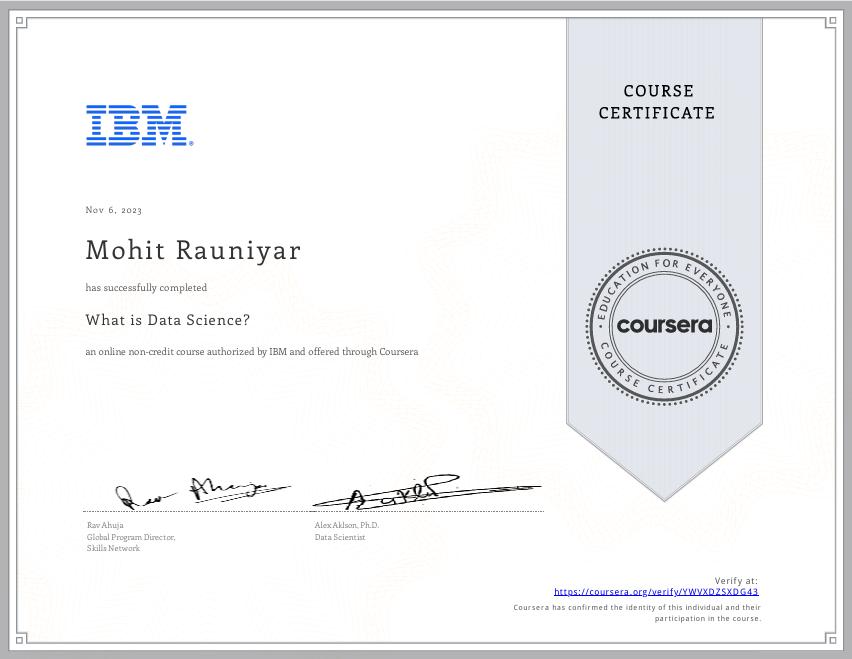 COURSE
CERTIFICATE
IBM®
Nov 6, 2023
Mohit Rauniyar
has successfully completed
What is Data Science?
an online non-credit course authorized by IBM and offered through Coursera
EDUCATION FOR EVERYONE
coursera
COURSE CERTIFICATE
Rav Ahuja
Global Program Director,
Skills Network
Alex Aklson, Ph.D.
Data Scientist
Verify at:
https://coursera.org/verify/YWVXDZSXDG43
Coursera has confirmed the identity of this individual and their
participation in the course.